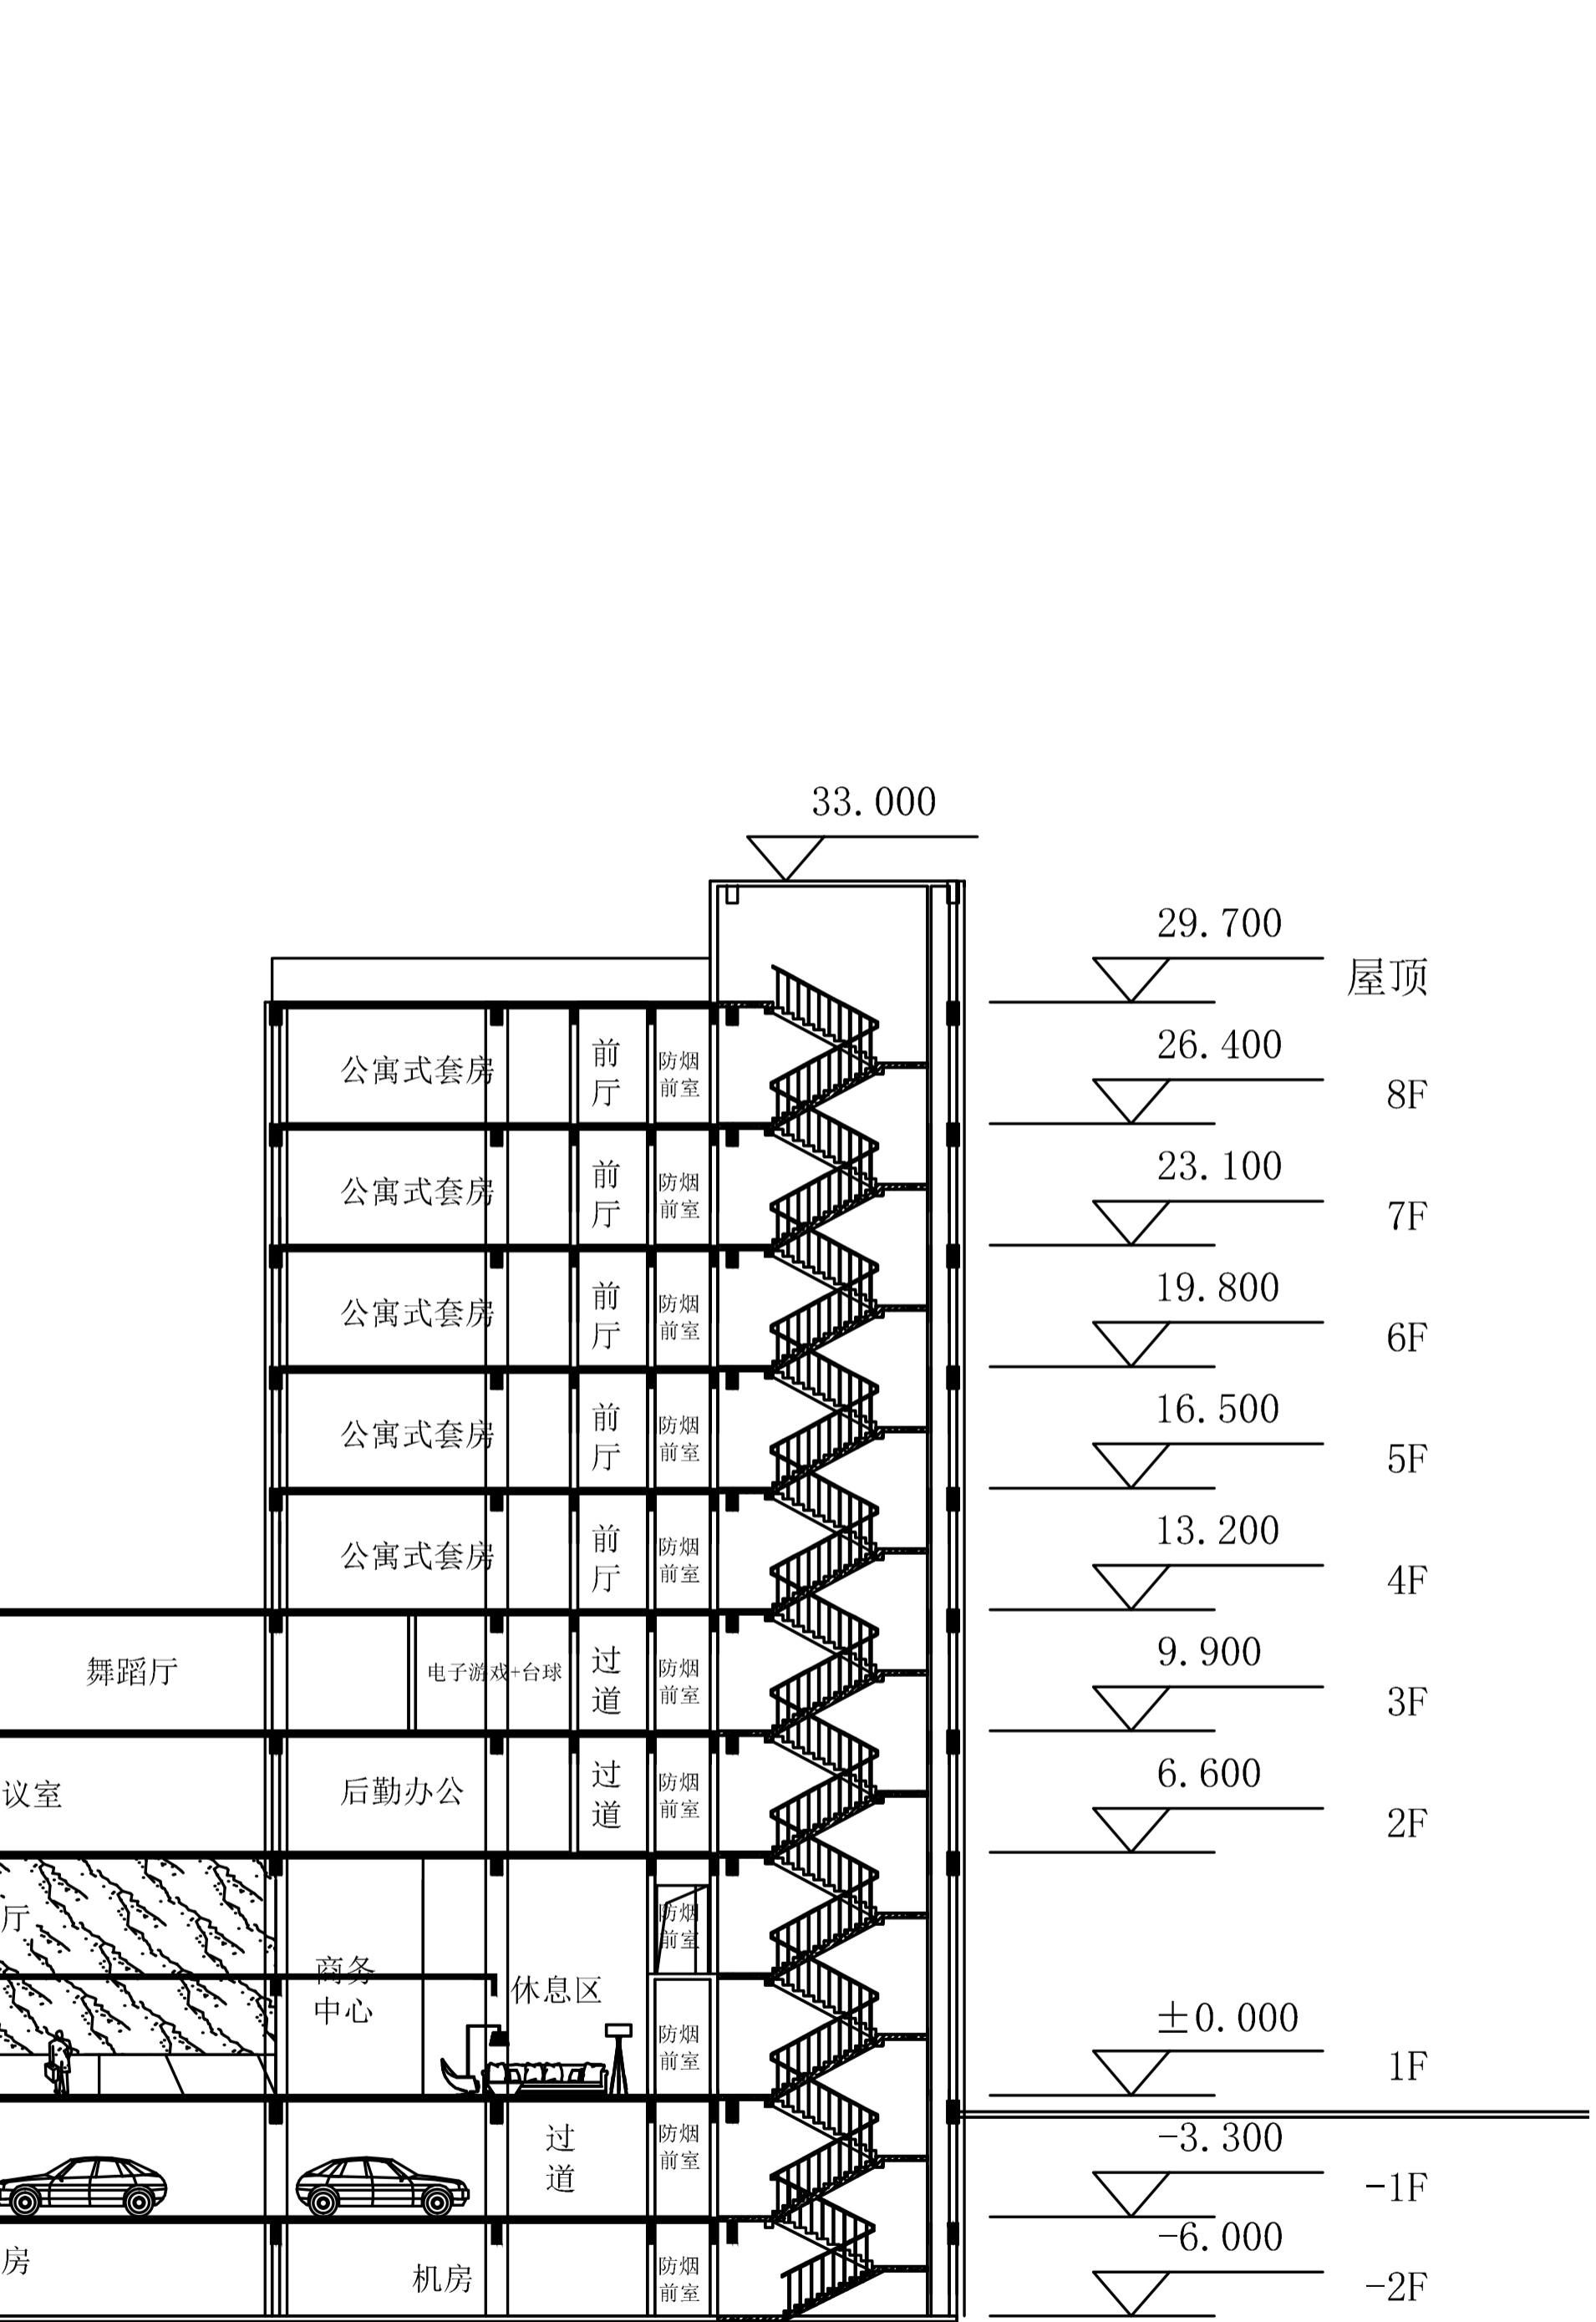 33.000
29.700
屋顶
26.400
前
厅
防烟
前室
公寓式套房
8F
23.100
前
厅
防烟
前室
公寓式套房
7F
19.800
前
厅
防烟
前室
公寓式套房
6F
16.500
前
厅
防烟
前室
公寓式套房
5F
13.200
前
厅
防烟
前室
公寓式套房
4F
9.900
舞蹈厅
电子游戏+台球
过
道
防烟
前室
3F
6.600
议室
后勤办公
过
道
防烟
前室
2F
厅
防烟
前室
商务
中心
休息区
±0.000
防烟
前室
1F
-3.300
过
道
防烟
前室
-1F
-6.000
房
机房
防烟
前室
-2F